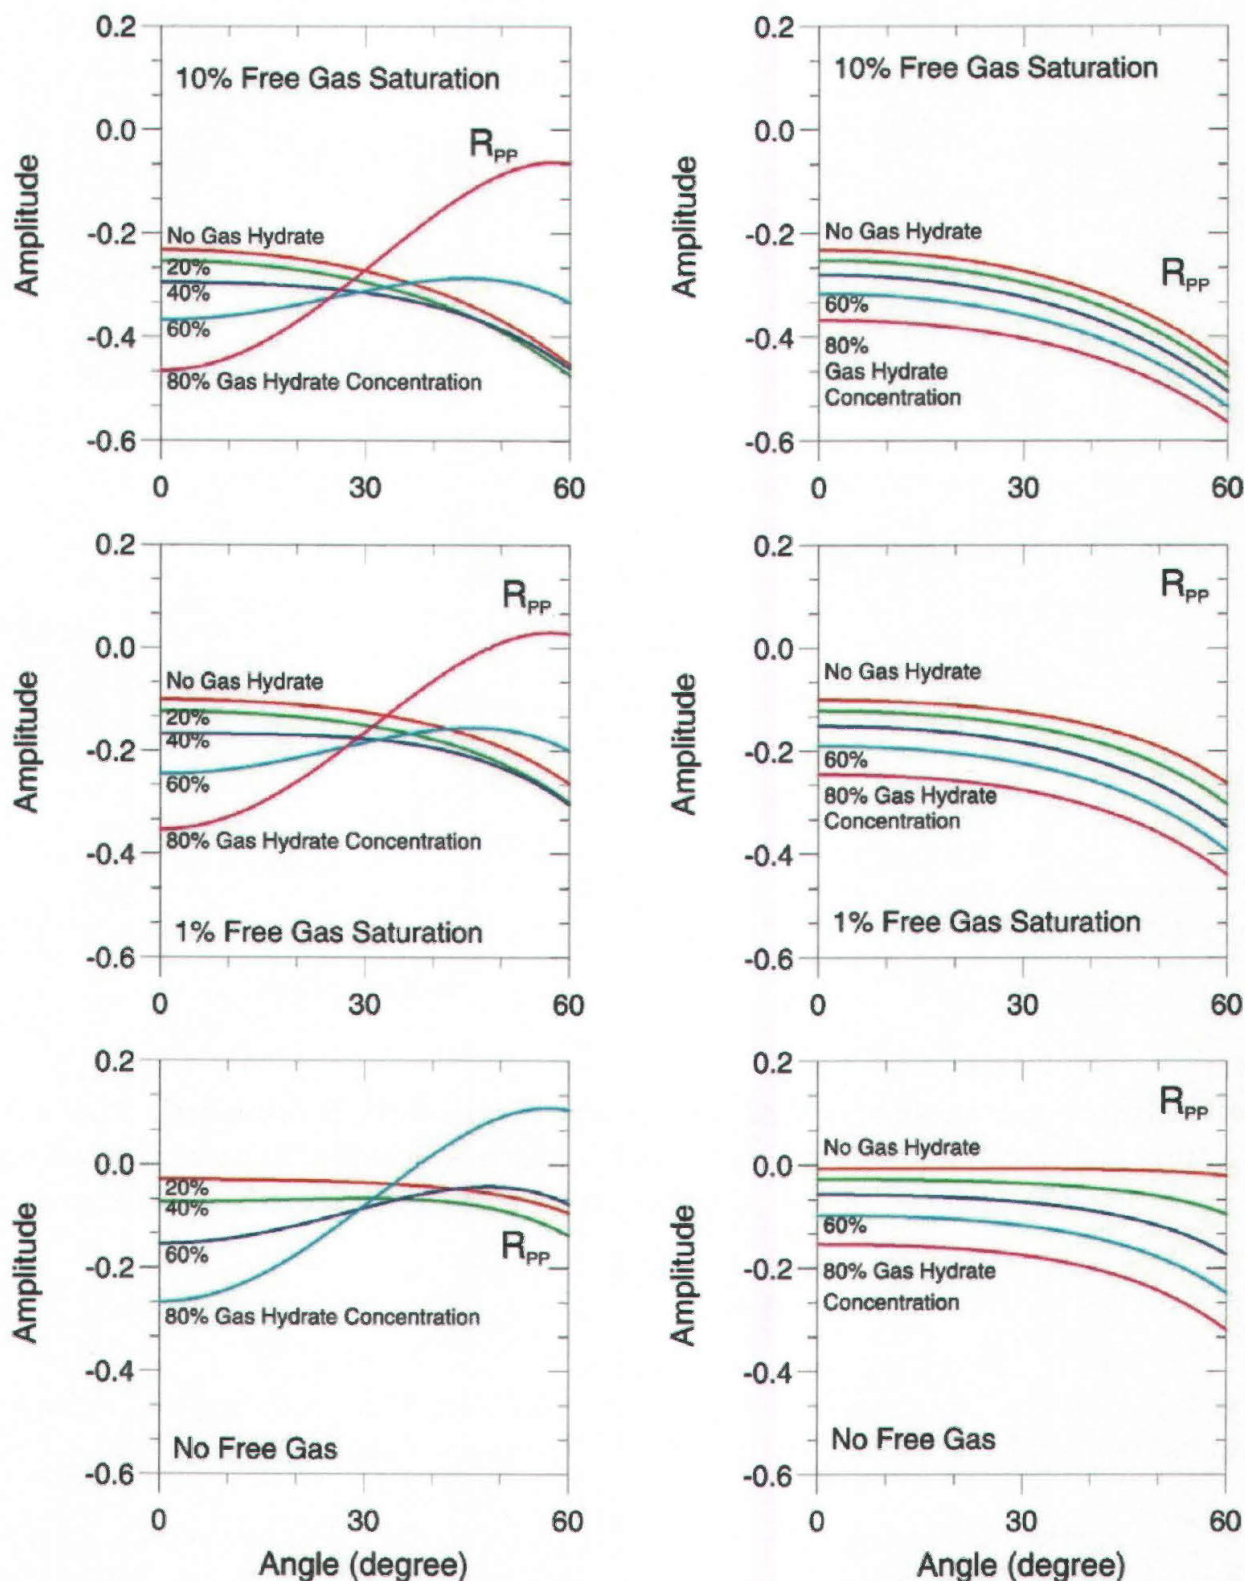 0.2
0.0
-0.2
-0.4
-0.6
Amplitude
10% Free Gas Saturation
RPP
No Gas Hydrate
20%
40%
60%
80% Gas Hydrate Concentration
0
30
60
0.2
0.0
-0.2
-0.4
-0.6
Amplitude
10% Free Gas Saturation
No Gas Hydrate
RPP
60%
80%
Gas Hydrate
Concentration
0
30
60
0.2
0.0
-0.2
-0.4
-0.6
Amplitude
RPP
No Gas Hydrate
20%
40%
60%
80% Gas Hydrate Concentration
1% Free Gas Saturation
0
30
60
0.2
0.0
-0.2
-0.4
-0.6
Amplitude
RPP
No Gas Hydrate
60%
80% Gas Hydrate
Concentration
1% Free Gas Saturation
0
30
60
0.2
0.0
-0.2
-0.4
-0.6
Amplitude
20%
40%
60%
RPP
80% Gas Hydrate Concentration
No Free Gas
0
30
60
Angle (degree)
0.2
0.0
-0.2
-0.4
-0.6
Amplitude
RPP
No Gas Hydrate
60%
80% Gas Hydrate
Concentration
No Free Gas
0
30
60
Angle (degree)